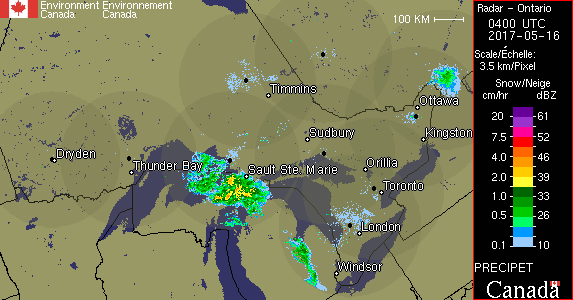 Environment Environnement
Canada Canada
100 KM
Timmins
Ottawa
Sudbury
Kingston
Dryden
Thunder Bay
Sault Ste. Marie
Orillia
Toronto
London
Windsor
Radar - Ontario
0400 UTC
2017-05-16
Scale/Échelle:
3.5 km/Pixel
Snow/Neige
cm/hr dBZ
20 61
7.5 57
7.5 52
4.0 46
2.0 39
1.0 33
0.5 26
0.1 10
PRECIPET
Canada